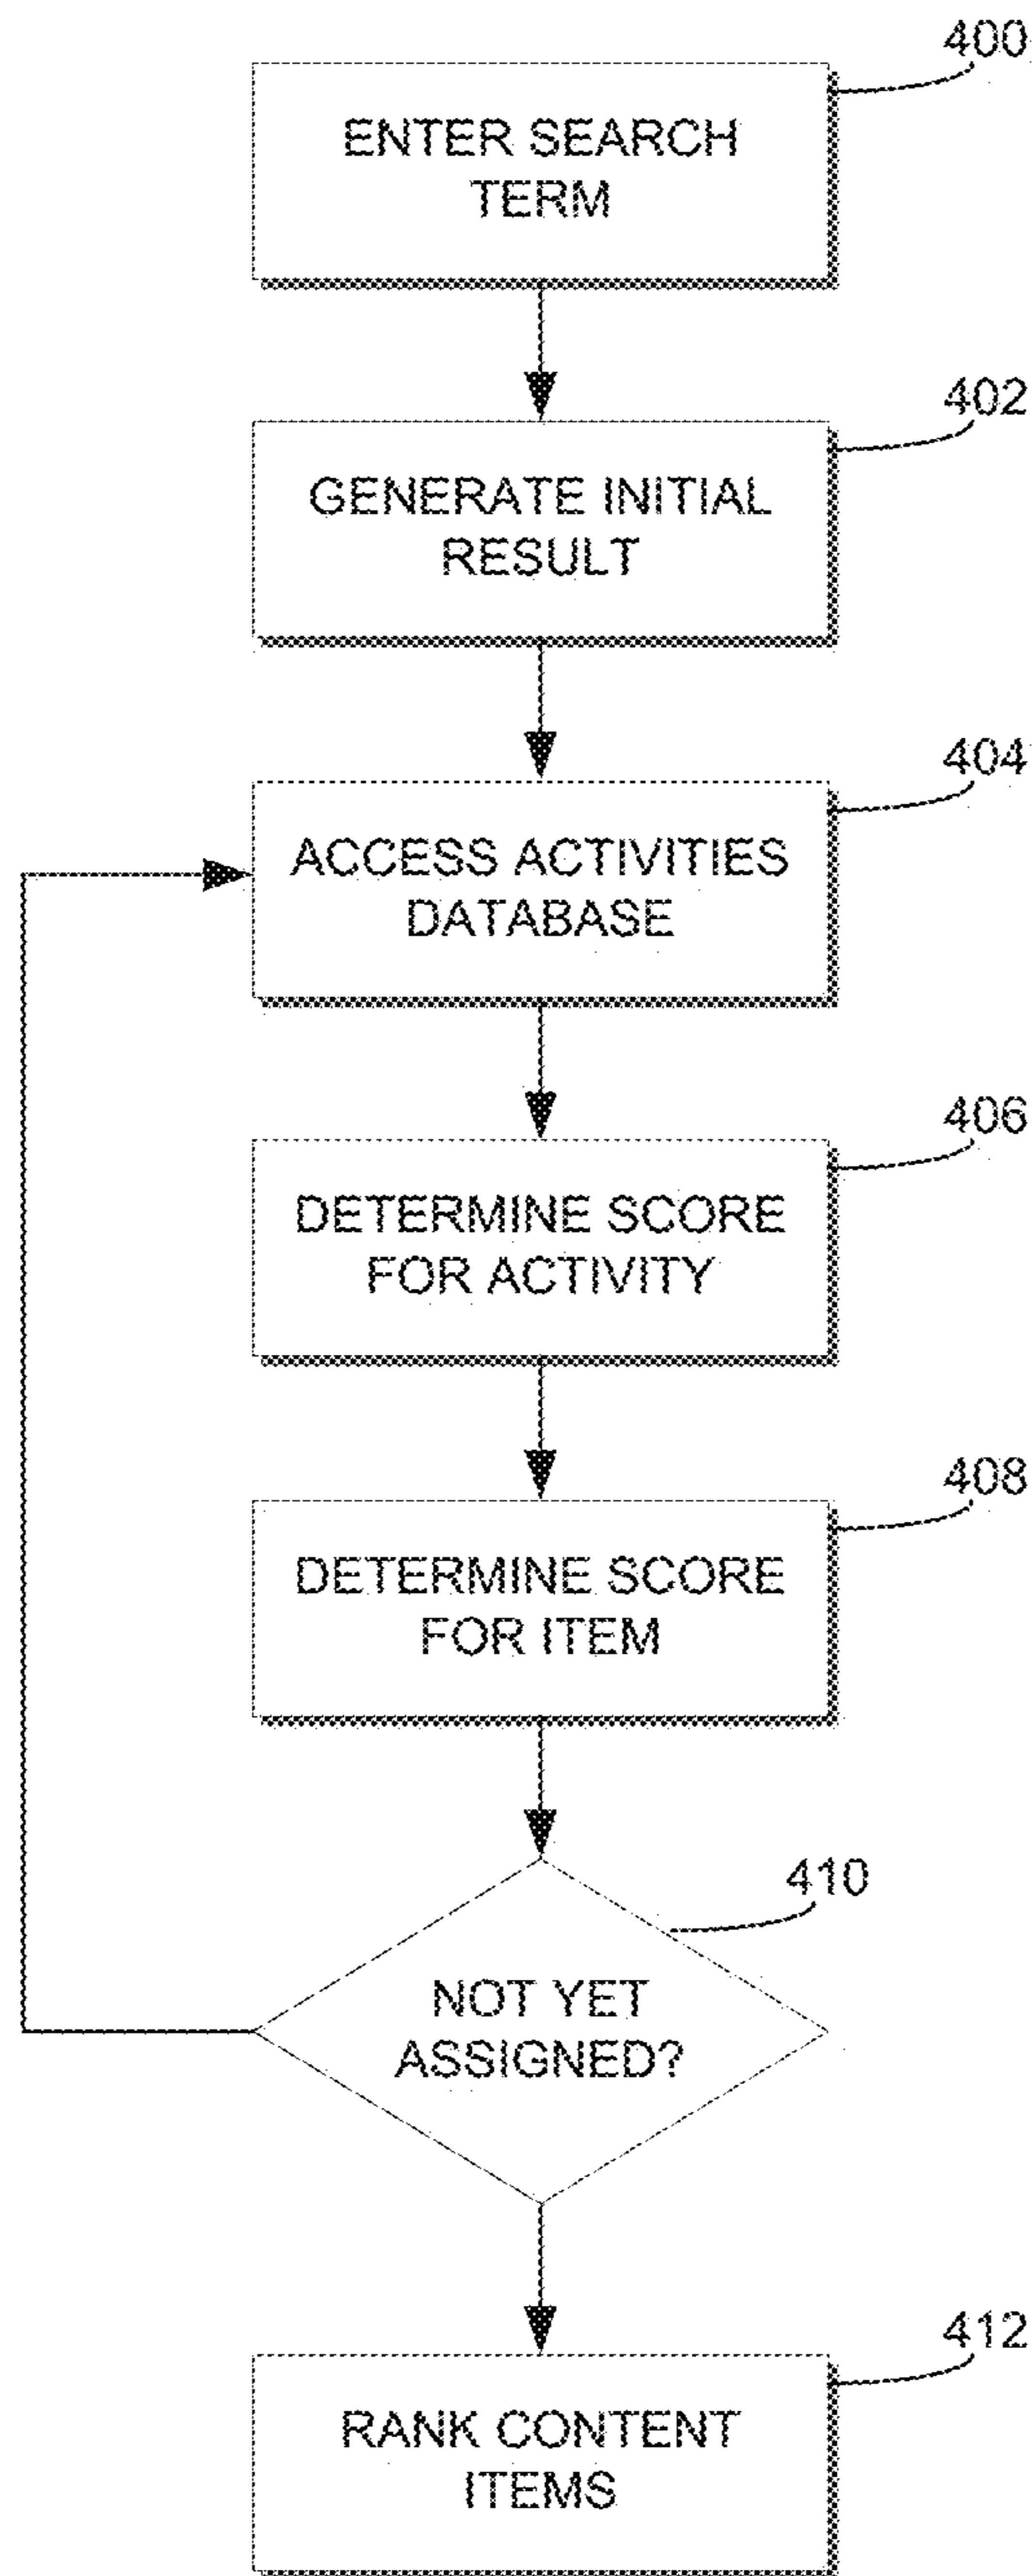 400
ENTER SEARCH
TERM
402
GENERATE INITIAL
RESULT
404
ACCESS ACTIVITIES
DATABASE
406
DETERMINE SCORE
FOR ACTIVITY
408
DETERMINE SCORE
FOR ITEM
410
NOT YET
ASSIGNED?
412
RANK CONTENT
ITEMS